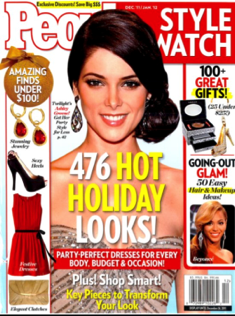 Exclusive Discounts! Save Big $$$
DEC '11/JAN '12
Peop
STYLE
WATCH
AMAZING
FINDS
UNDER
$100!
100+
GREAT
GIFTS!
(25 Under
$25!)
Twilight's
Ashley
Greene!
Get Her
Party
Style
for Less
Stunning
Jewelry
Sexy
Heels
476 HOT
HOLIDAY
LOOKS!
GOING-OUT
GLAM!
50 Easy
Hair & Makeup
Ideas!
PARTY-PERFECT DRESSES FOR EVERY
BODY, BUDGET & OCCASION!
Beyoncé
Festive
Dresses
Plus! Shop Smart!
Key Pieces to Transform
Your Look
Elegant Clutches